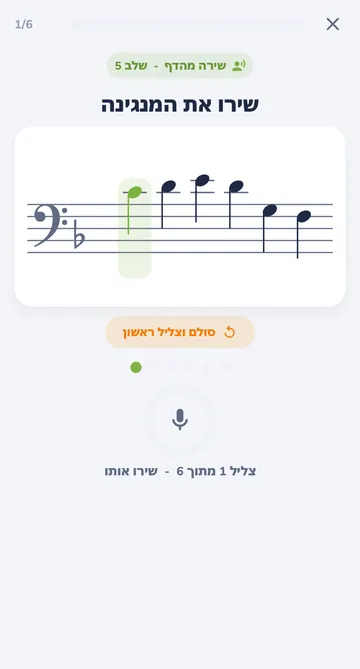 1/6
שירה מהדף - שלב 5
שירו את המנגינה
סולם וצליל ראשון
צליל 1 מתוך 6 - שירו אותו